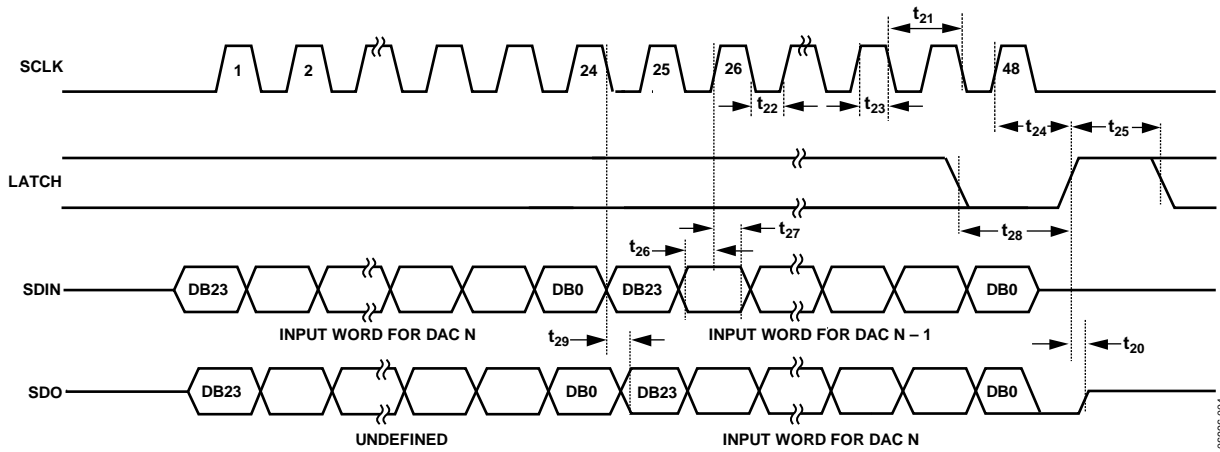 t21
SCLK
1
2
24
25
26
48
t22
t23
t24
t25
LATCH
t27
t26
t28
SDIN
DB23
DB0
DB23
DB0
INPUT WORD FOR DAC N
INPUT WORD FOR DAC N – 1
t29
t20
SDO
DB23
DB0
DB23
DB0
UNDEFINED
INPUT WORD FOR DAC N